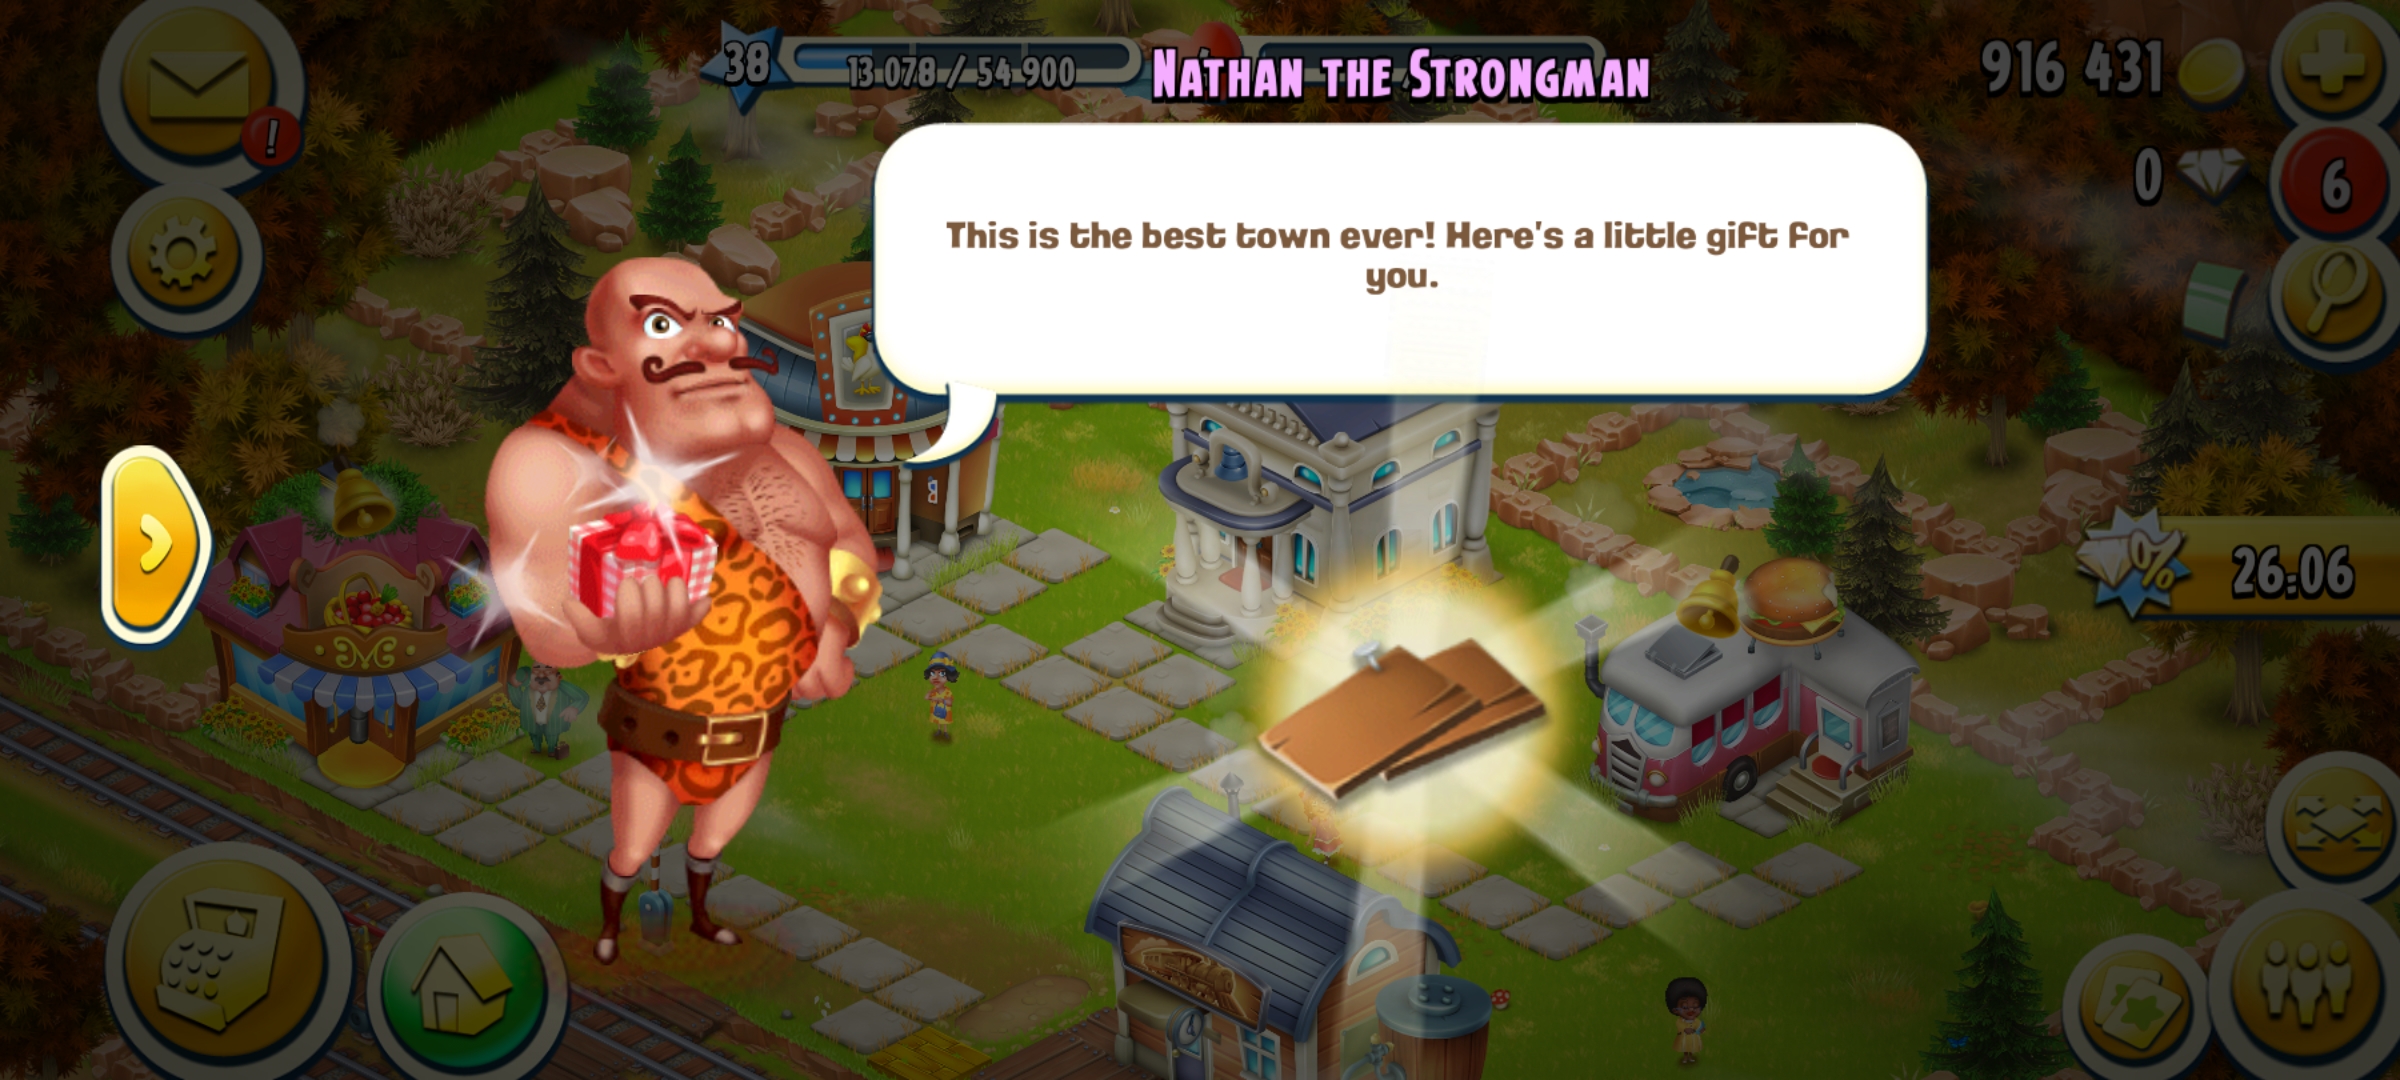 38
13 078 / 54 900
NATHAN THE STRONGMAN
916 431
0
6
!
This is the best town ever! Here's a little gift for
you.
%
26:06